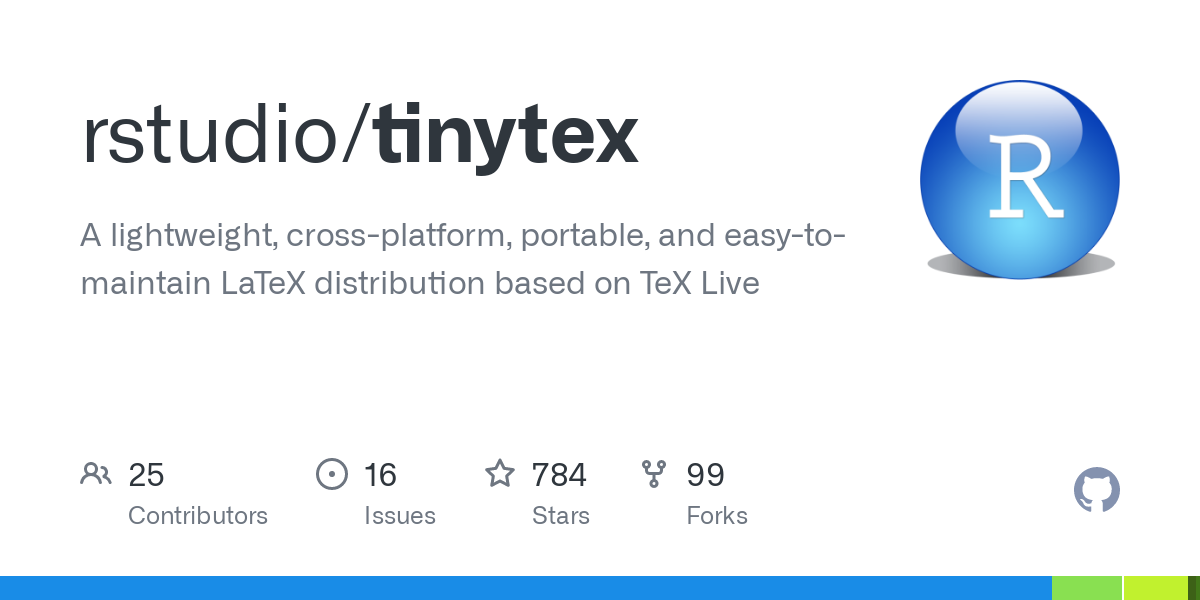 rstudio/tinytex
R
A lightweight, cross-platform, portable, and easy-to-
maintain LaTeX distribution based on TeX Live
25 16 784 99
Contributors Issues Stars Forks